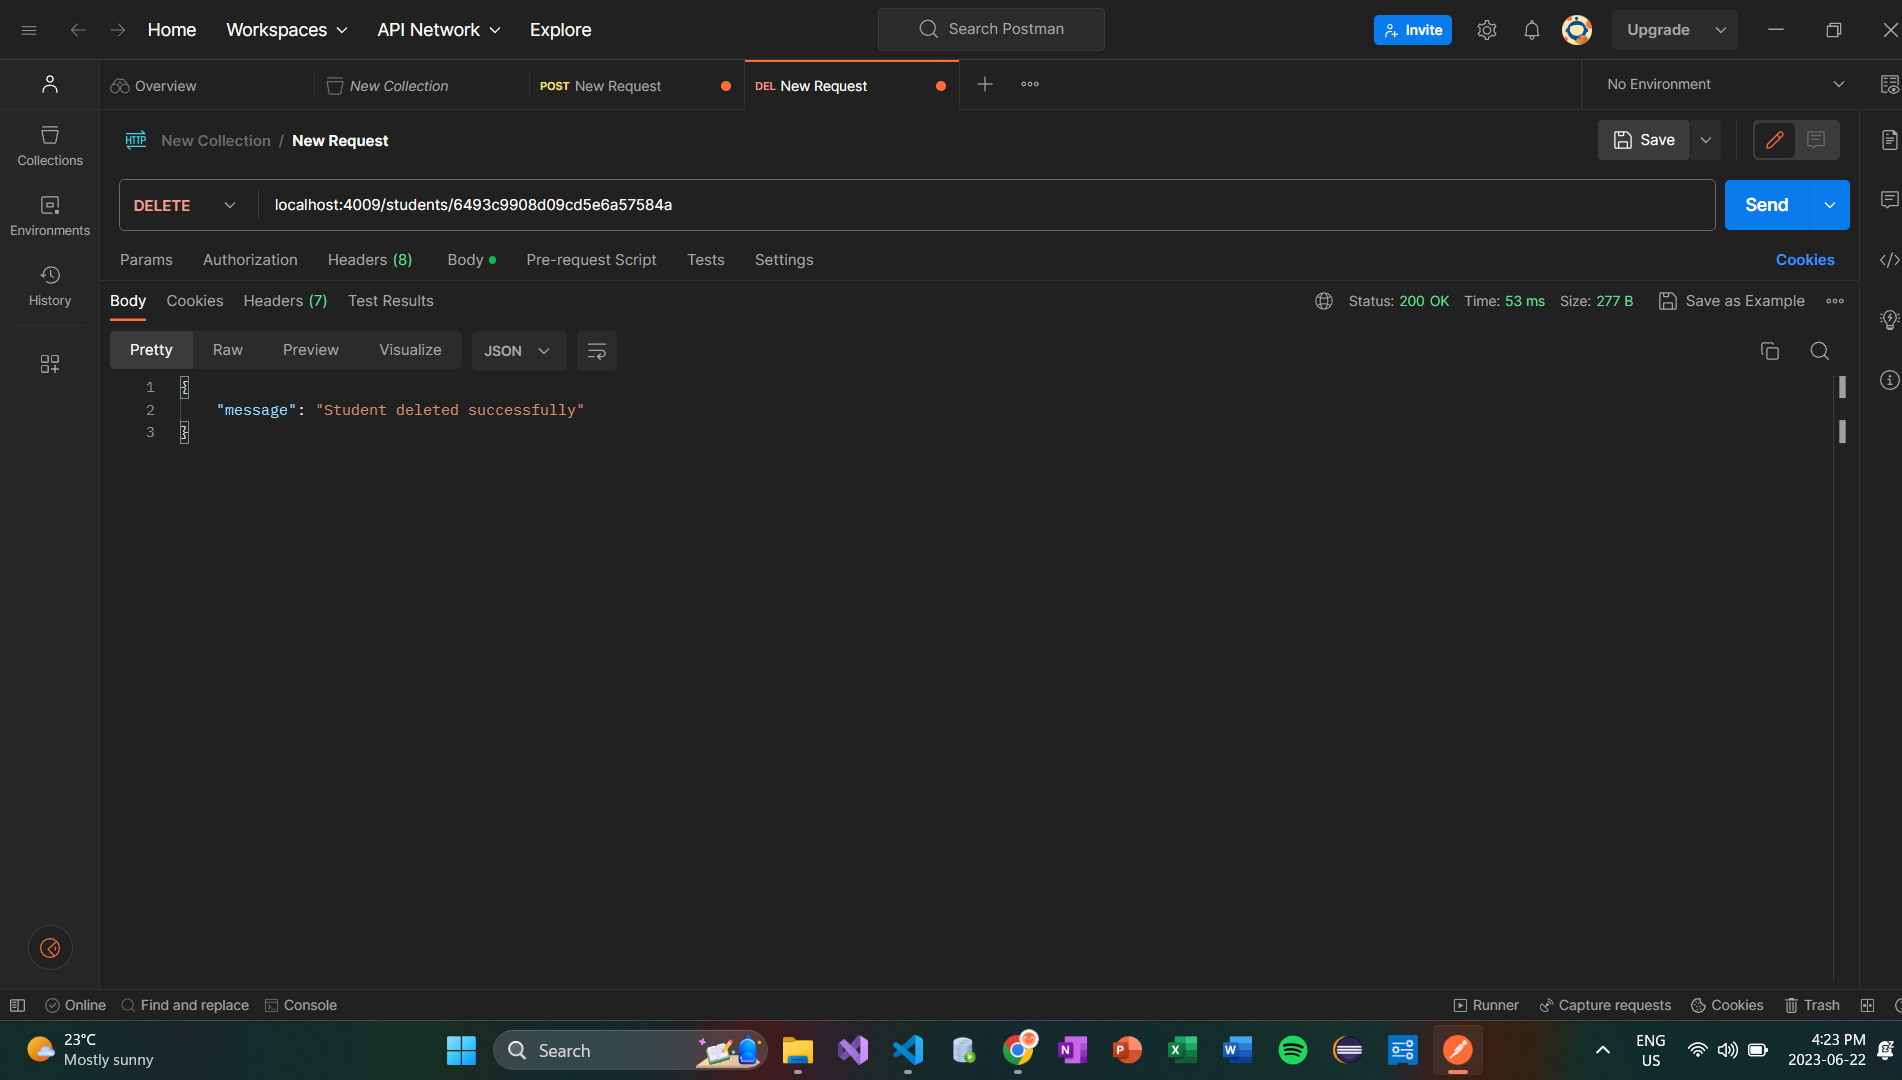 Home Workspaces API Network Explore Search Postman Invite Upgrade
Overview New Collection POST New Request DEL New Request No Environment
New Collection / New Request Save
HTTP
Collections
Environments
History
DELETE localhost:4009/students/6493c9908d09cd5e6a57584a Send
Params Authorization Headers (8) Body Pre-request Script Tests Settings Cookies
Body Cookies Headers (7) Test Results Status: 200 OK Time: 53 ms Size: 277 B Save as Example
Pretty Raw Preview Visualize JSON
1 {
2 "message": "Student deleted successfully"
3 }
Online Find and replace Console Runner Capture requests Cookies Trash
23°C
Mostly sunny
Search
N P X W
ENG
US
4:23 PM
2023-06-22